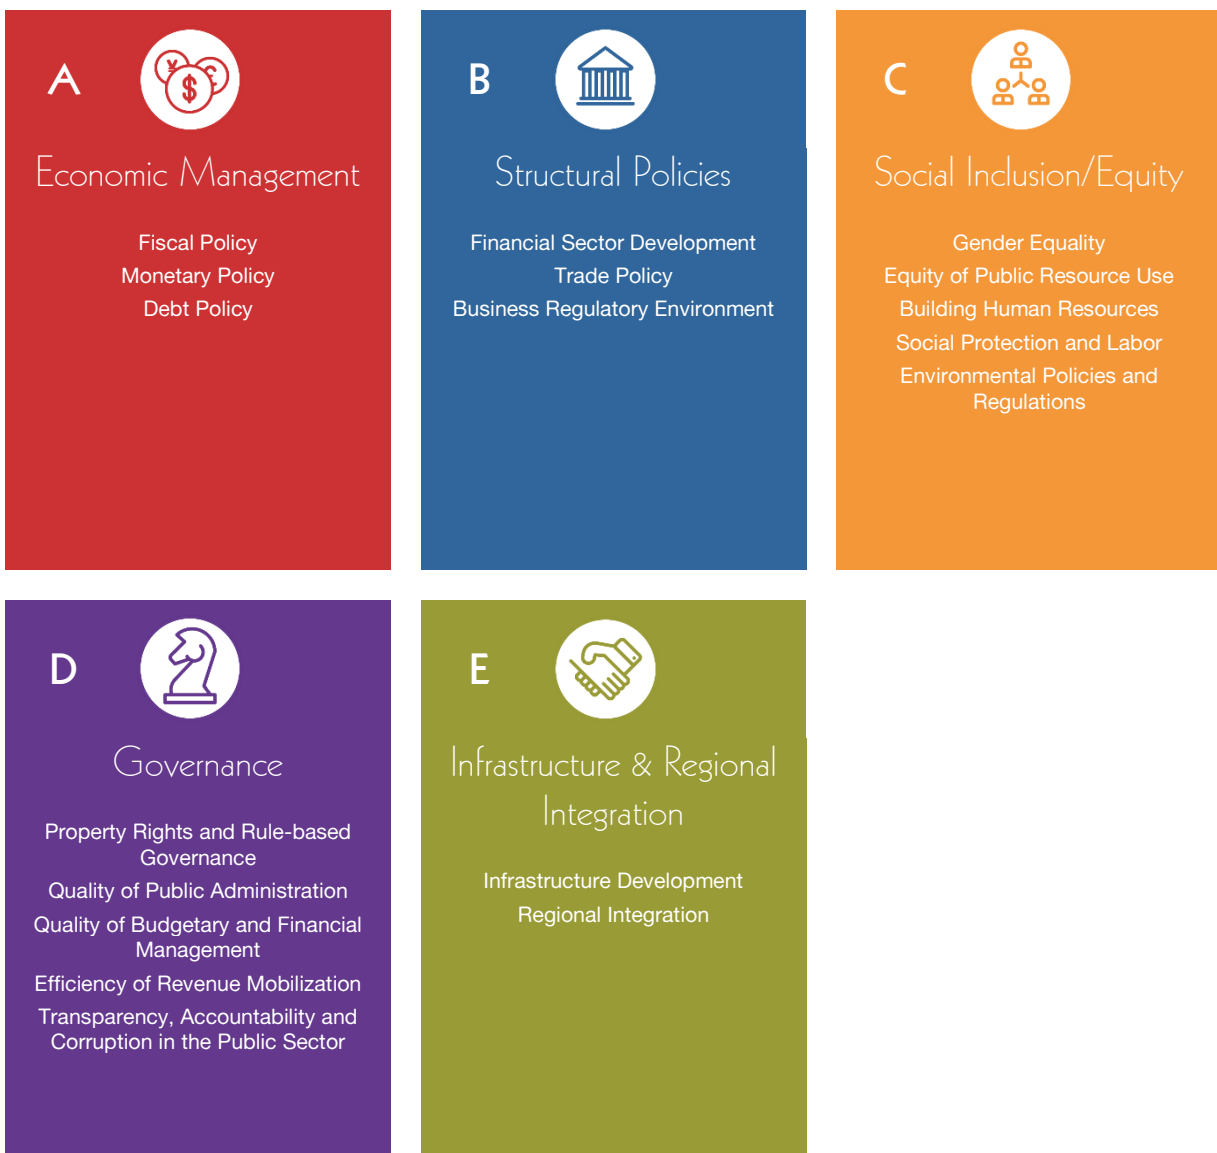 A
Economic Management
Fiscal Policy
Monetary Policy
Debt Policy
B
Structural Policies
Financial Sector Development
Trade Policy
Business Regulatory Environment
C
Social Inclusion/Equity
Gender Equality
Equity of Public Resource Use
Building Human Resources
Social Protection and Labor
Environmental Policies and
Regulations
D
Governance
Property Rights and Rule-based
Governance
Quality of Public Administration
Quality of Budgetary and Financial
Management
Efficiency of Revenue Mobilization
Transparency, Accountability and
Corruption in the Public Sector
E
Infrastructure & Regional
Integration
Infrastructure Development
Regional Integration